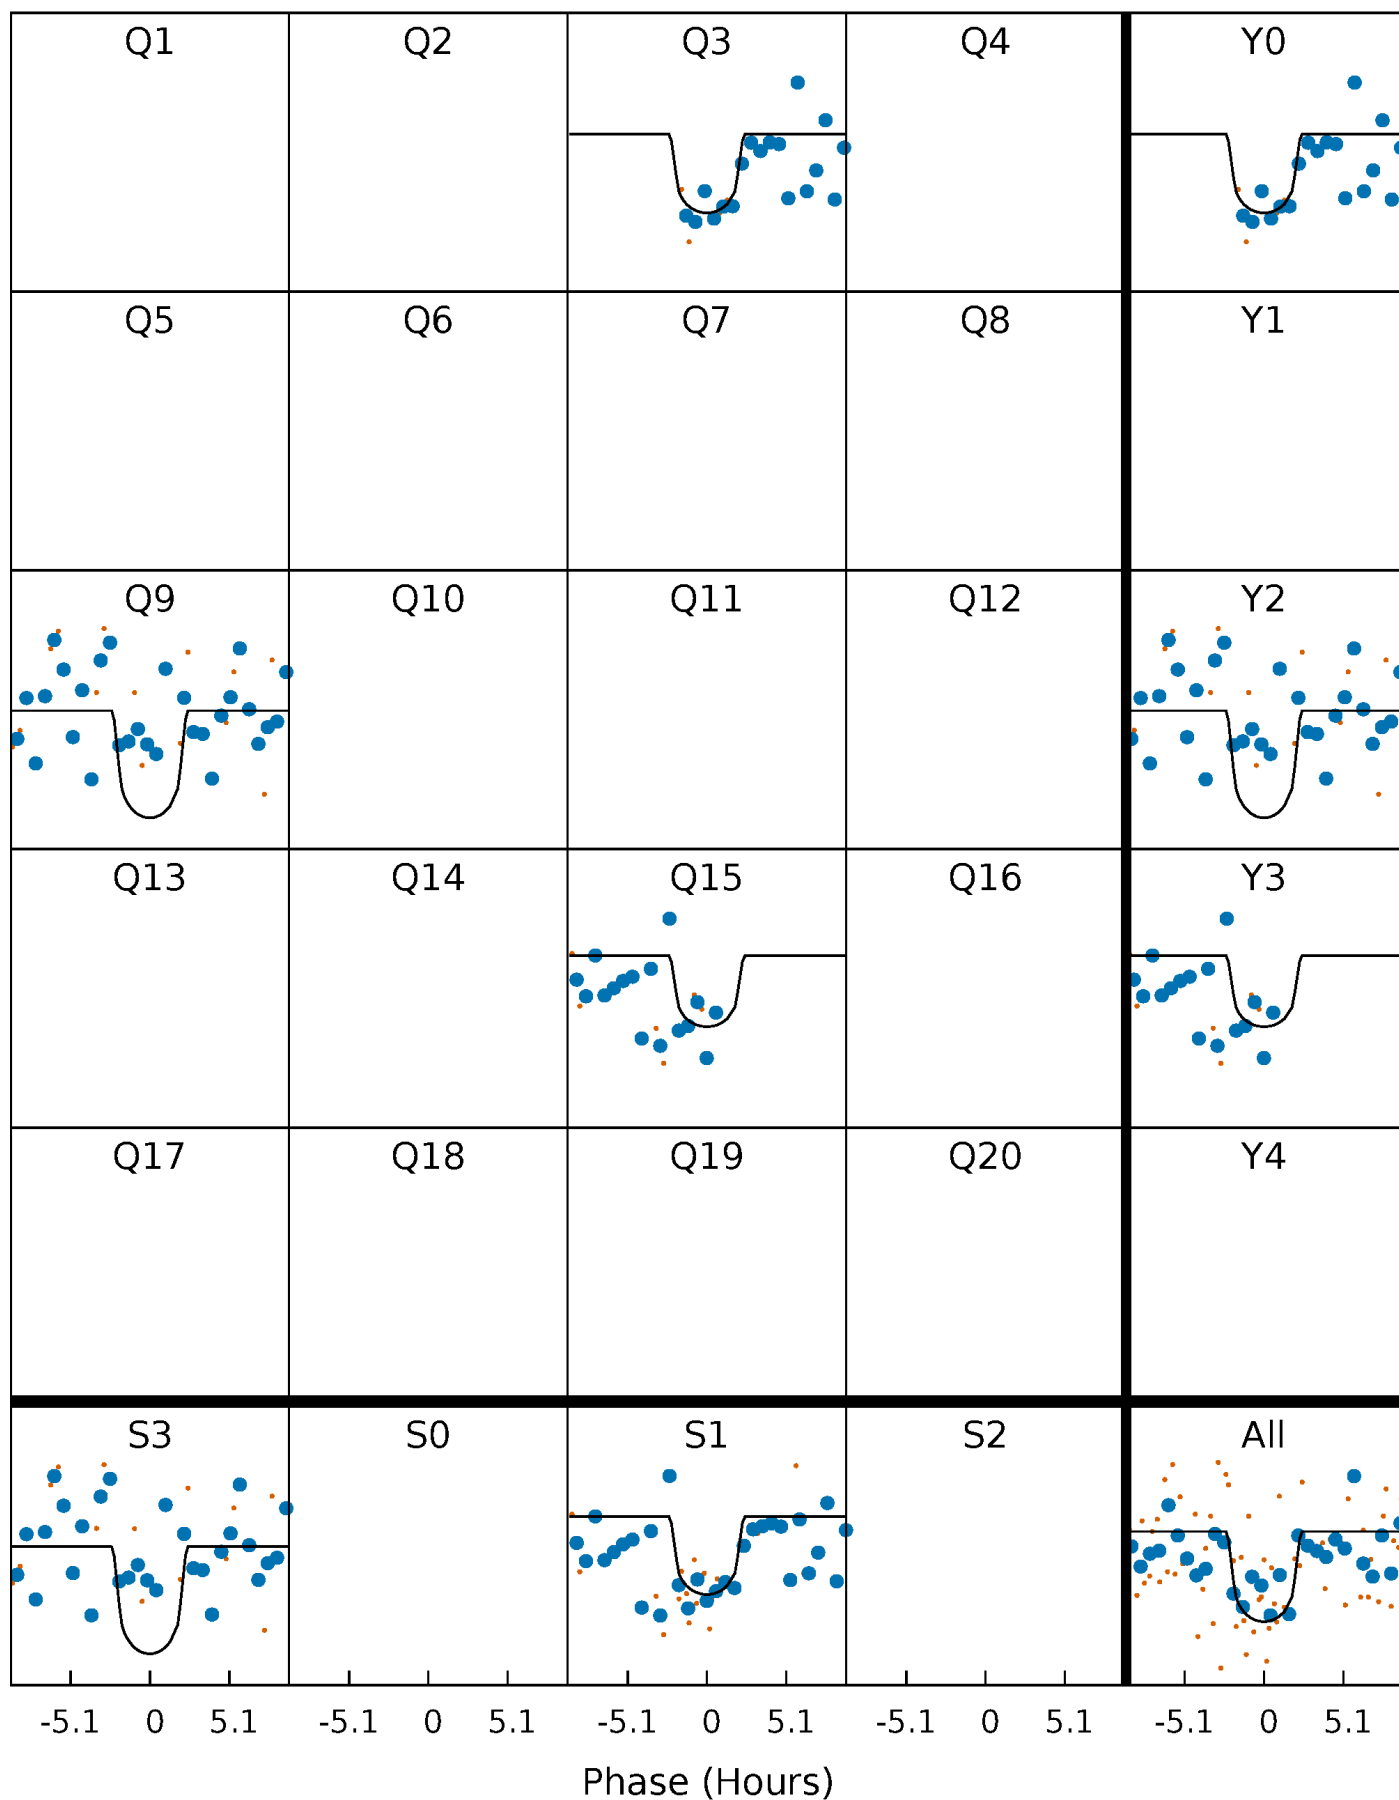 Q1 Q2 Q3 Q4 Y0
Q5 Q6 Q7 Q8 Y1
Q9 Q10 Q11 Q12 Y2
Q13 Q14 Q15 Q16 Y3
Q17 Q18 Q19 Q20 Y4
S3 S0 S1 S2 All
-5.1 0 5.1 -5.1 0 5.1 -5.1 0 5.1 -5.1 0 5.1 -5.1 0 5.1
Phase (Hours)